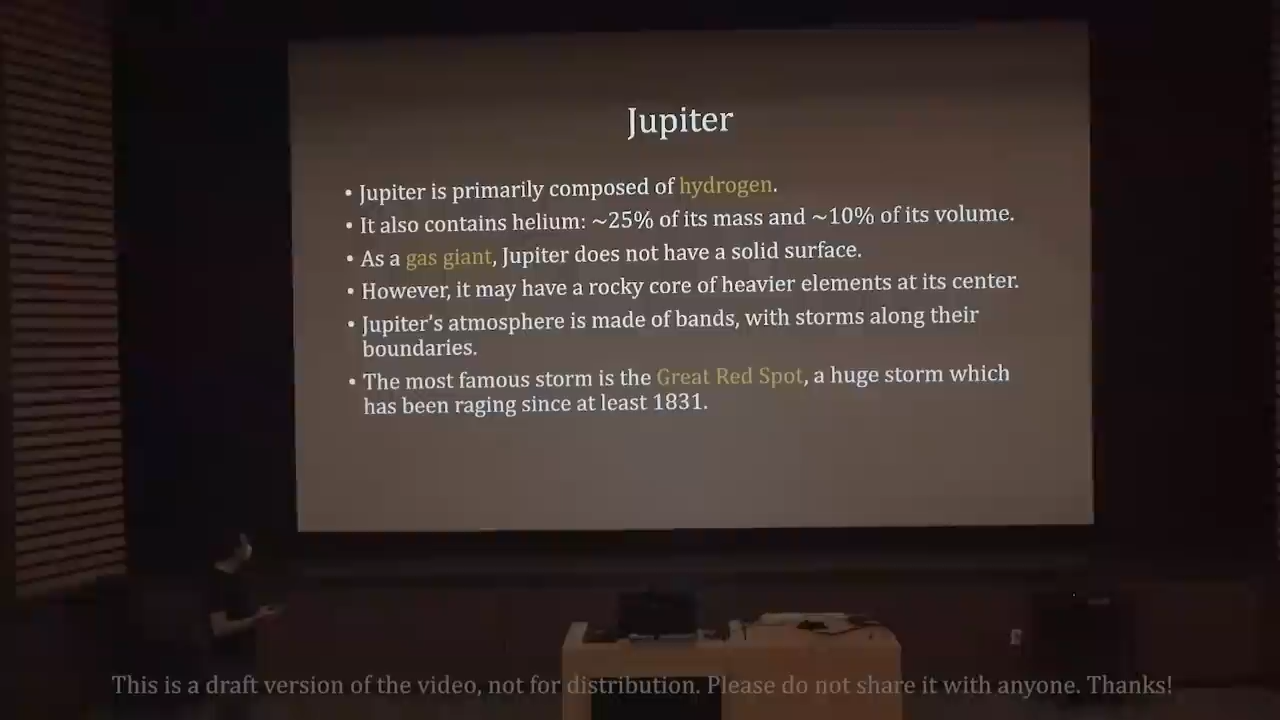 Jupiter
• Jupiter is primarily composed of hydrogen.
• It also contains helium: ~25% of its mass and ~10% of its volume.
• As a gas giant, Jupiter does not have a solid surface.
• However, it may have a rocky core of heavier elements at its center.
• Jupiter's atmosphere is made of bands, with storms along their
boundaries.
• The most famous storm is the Great Red Spot, a huge storm which
has been raging since at least 1831.
This is a draft version of the video, not for distribution. Please do not share it with anyone. Thanks!